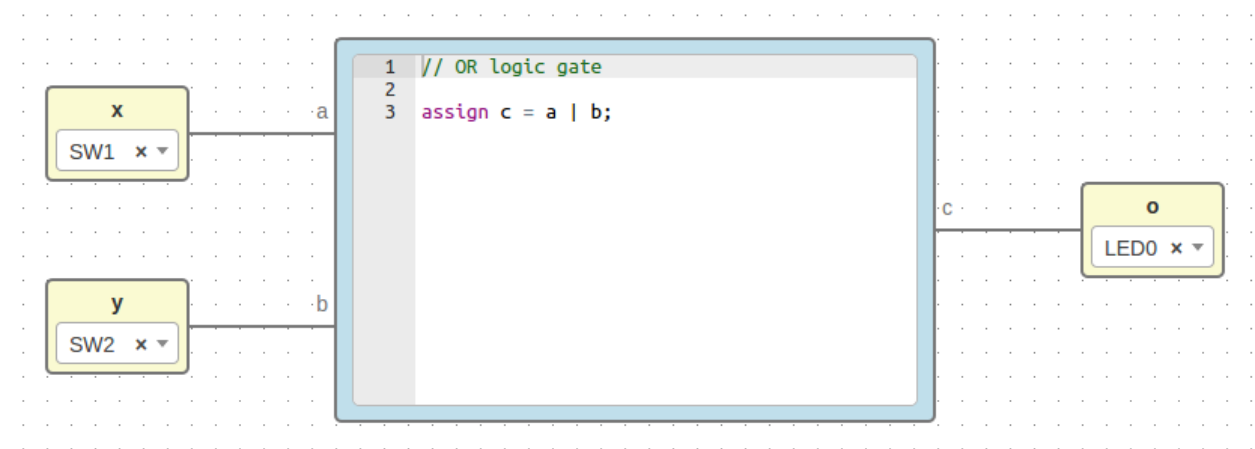 x
SW1 × ▾
a
y
SW2 × ▾
b
1 // OR logic gate
2
3 assign c = a | b;
c
o
LED0 × ▾